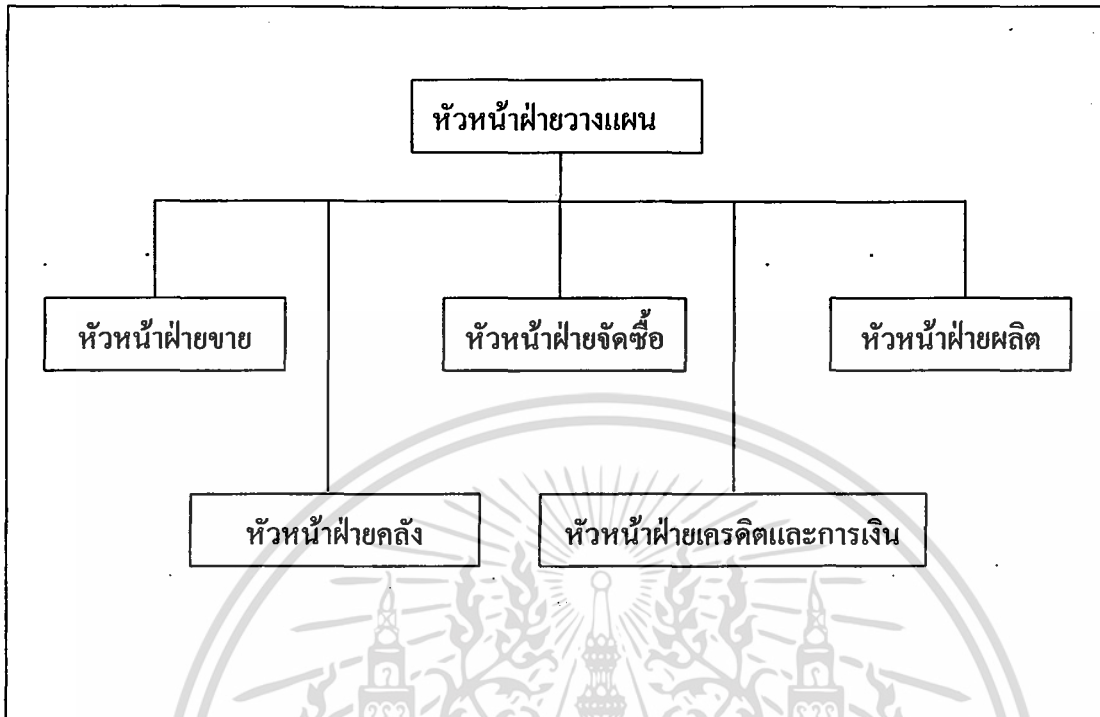 หัวหน้าฝ่ายวางแผน
หัวหน้าฝ่ายขาย
หัวหน้าฝ่ายจัดซื้อ
หัวหน้าฝ่ายผลิต
หัวหน้าฝ่ายคลัง
หัวหน้าฝ่ายเครดิตและการเงิน